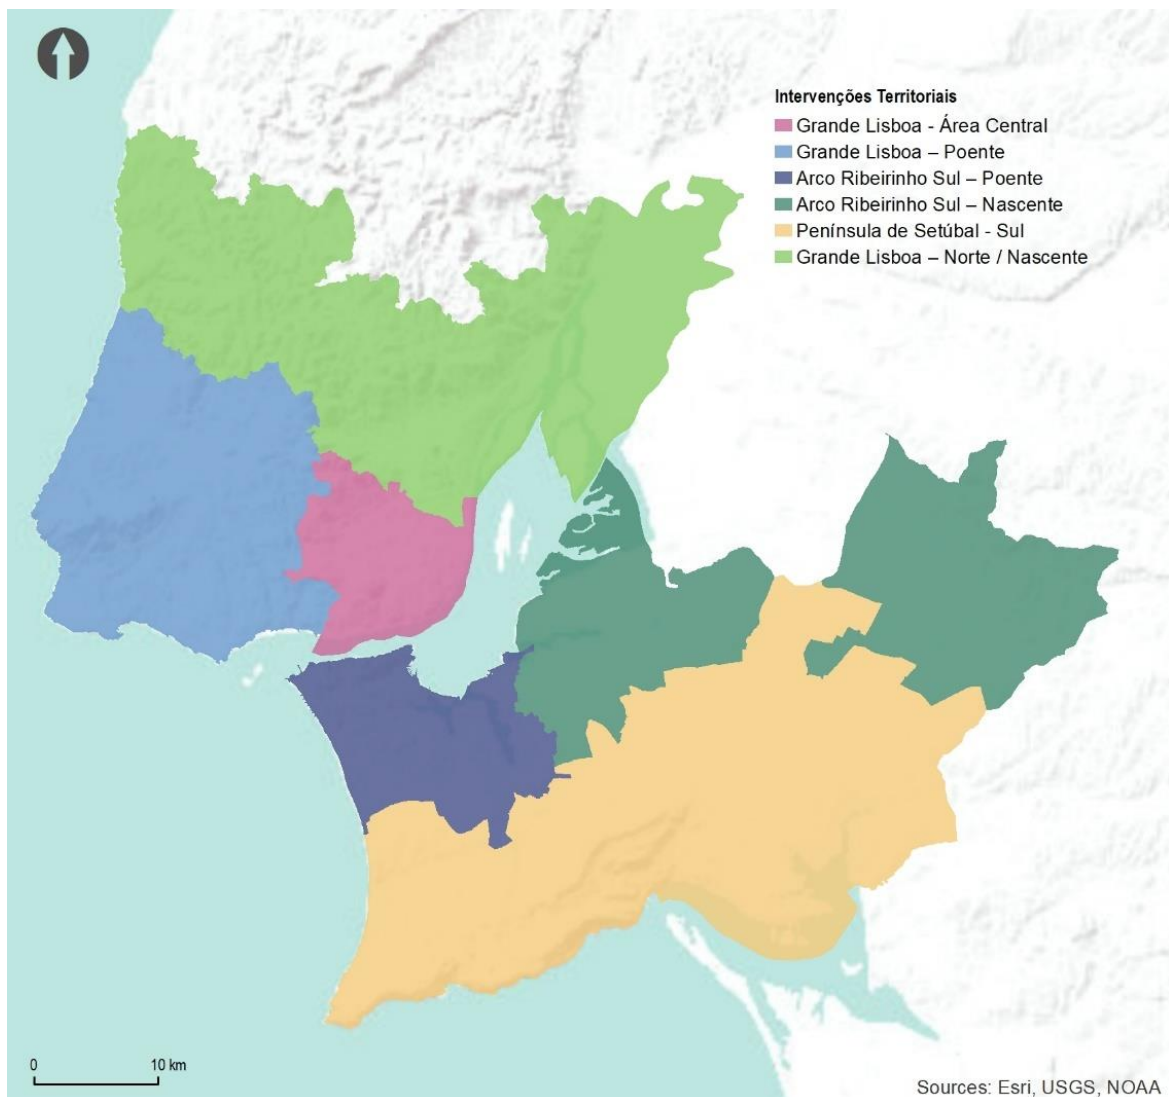 Intervenções Territoriais
Grande Lisboa - Área Central
Grande Lisboa – Poente
Arco Ribeirinho Sul – Poente
Arco Ribeirinho Sul – Nascente
Península de Setúbal - Sul
Grande Lisboa – Norte / Nascente
0 10 km
Sources: Esri, USGS, NOAA